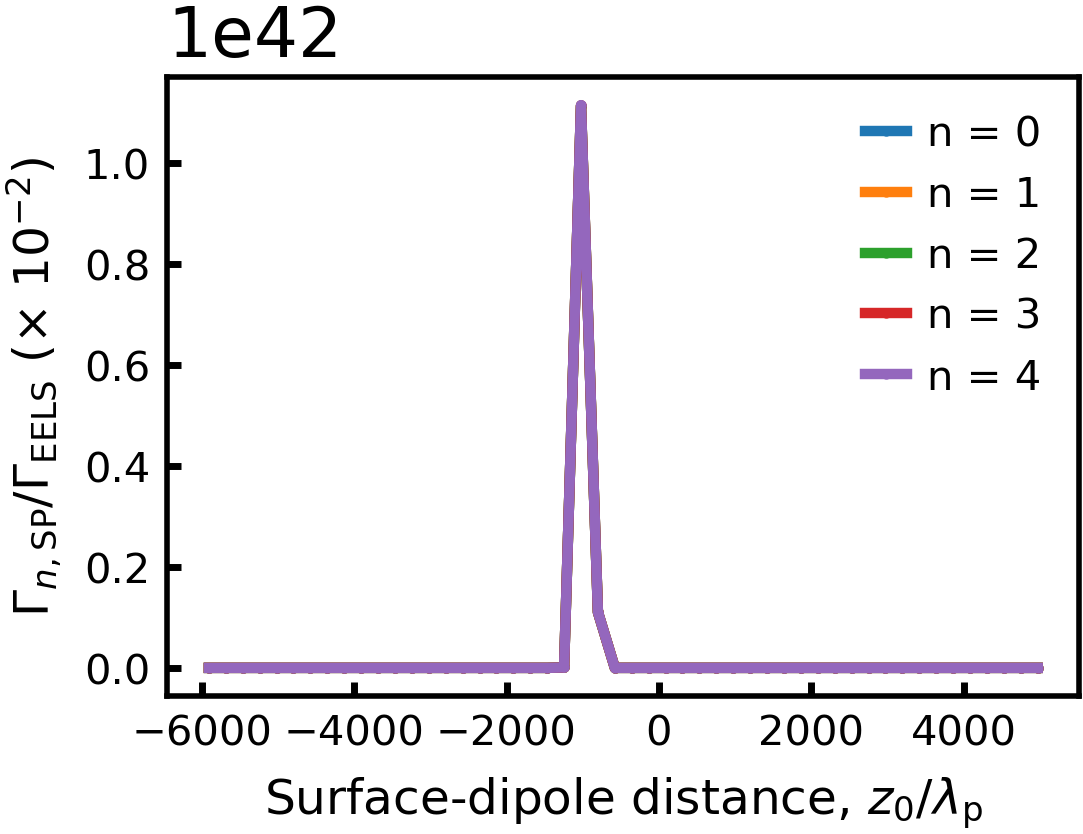 1e42
Γn,SP/ΓEELS (× 10−2)
1.0
0.8
0.6
0.4
0.2
0.0
n = 0
n = 1
n = 2
n = 3
n = 4
−6000 −4000 −2000 0 2000 4000
Surface-dipole distance, z0/λp